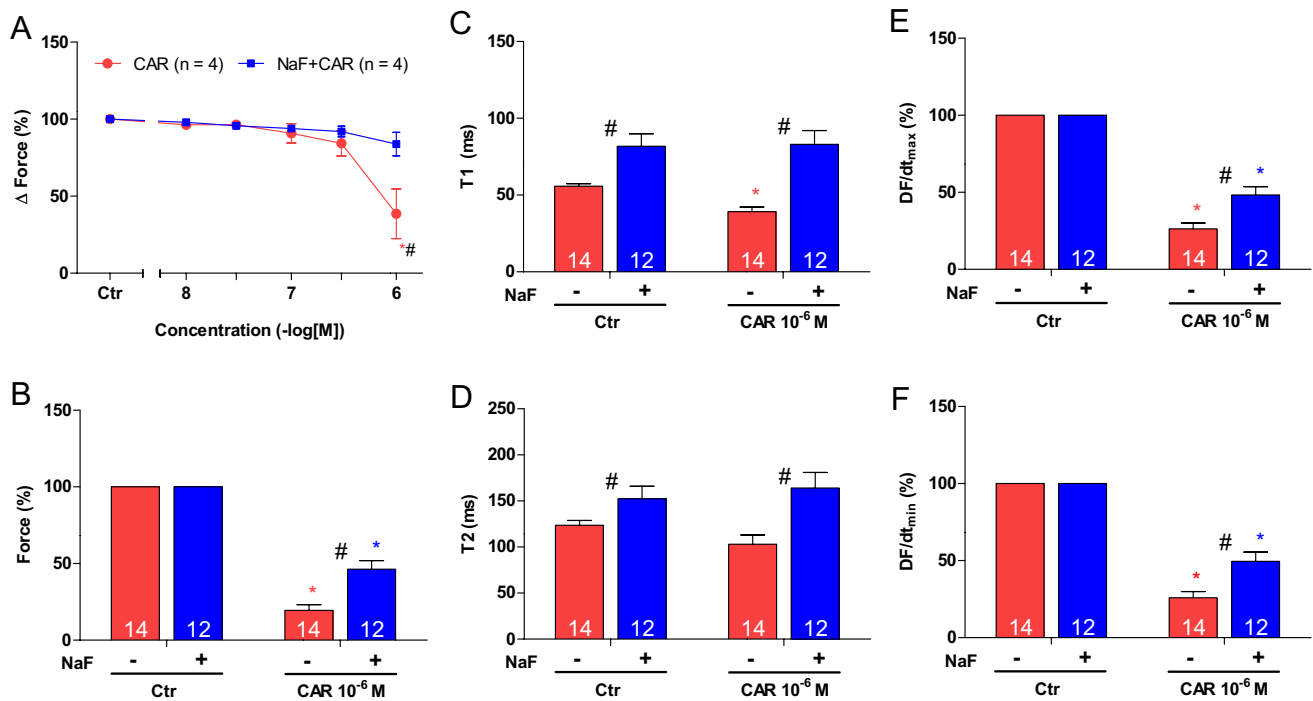 A
150
CAR (n = 4) NaF+CAR (n = 4)
Δ Force (%)
100
50
0
*#
Ctr 8 7 6
Concentration (-log[M])
B
150
Force (%)
100
50
0
* # *
14 12 14 12
NaF - + - +
Ctr CAR 10⁻⁶ M
C
150
T1 (ms)
100
50
0
# * #
14 12 14 12
NaF - + - +
Ctr CAR 10⁻⁶ M
D
250
200
T2 (ms)
150
100
50
0
# #
14 12 14 12
NaF - + - +
Ctr CAR 10⁻⁶ M
E
150
DF/dtmax (%)
100
50
0
* # *
14 12 14 12
NaF - + - +
Ctr CAR 10⁻⁶ M
F
150
DF/dtmin (%)
100
50
0
* # *
14 12 14 12
NaF - + - +
Ctr CAR 10⁻⁶ M